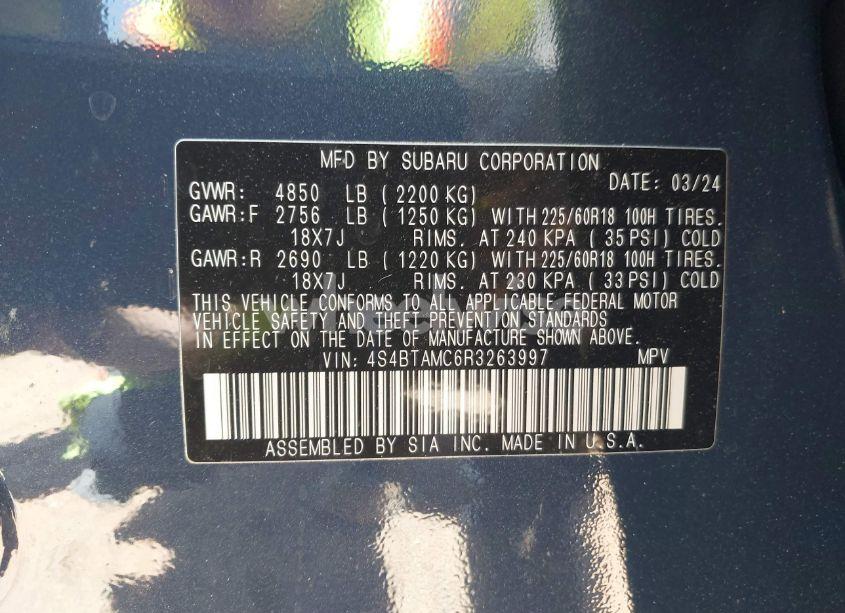 MFD BY SUBARU CORPORATION
DATE: 03/24
GVWR: 4850 LB ( 2200 KG)
GAWR:F 2756 LB ( 1250 KG) WITH 225/60R18 100H TIRES.
18X7J RIMS. AT 240 KPA ( 35 PSI) COLD
GAWR:R 2690 LB ( 1220 KG) WITH 225/60R18 100H TIRES.
18X7J RIMS. AT 230 KPA ( 33 PSI) COLD
THIS VEHICLE CONFORMS TO ALL APPLICABLE FEDERAL MOTOR
VEHICLE SAFETY AND THEFT PREVENTION STANDARDS
IN EFFECT ON THE DATE OF MANUFACTURE SHOWN ABOVE.
VIN: 4S4BTAMC6R3263997 MPV
ASSEMBLED BY SIA INC. MADE IN U.S.A.